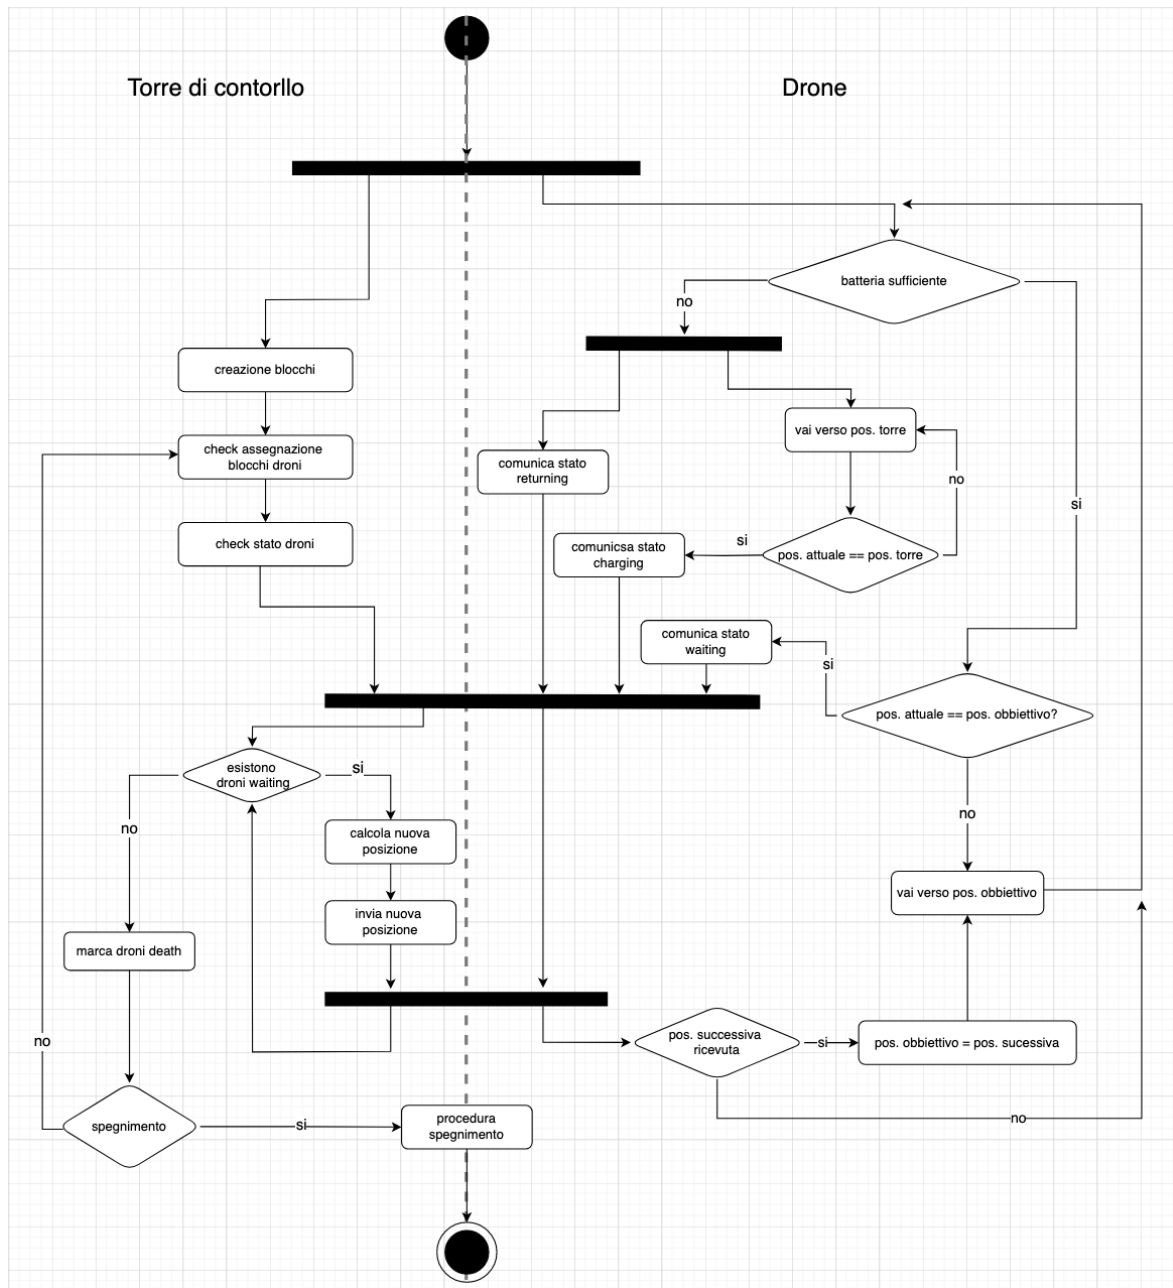 Torre di contorllo
Drone
batteria sufficiente
no
creazione blocchi
vai verso pos. torre
check assegnazione
blocchi droni
comunica stato
returning
no
si
check stato droni
comunicsa stato
charging
si
pos. attuale == pos. torre
comunica stato
waiting
si
pos. attuale == pos. obbiettivo?
esistono
droni waiting
si
no
no
calcola nuova
posizione
vai verso pos. obbiettivo
invia nuova
posizione
marca droni death
no
pos. successiva
ricevuta
si
pos. obbiettivo = pos. sucessiva
spegnimento
si
procedura
spegnimento
no